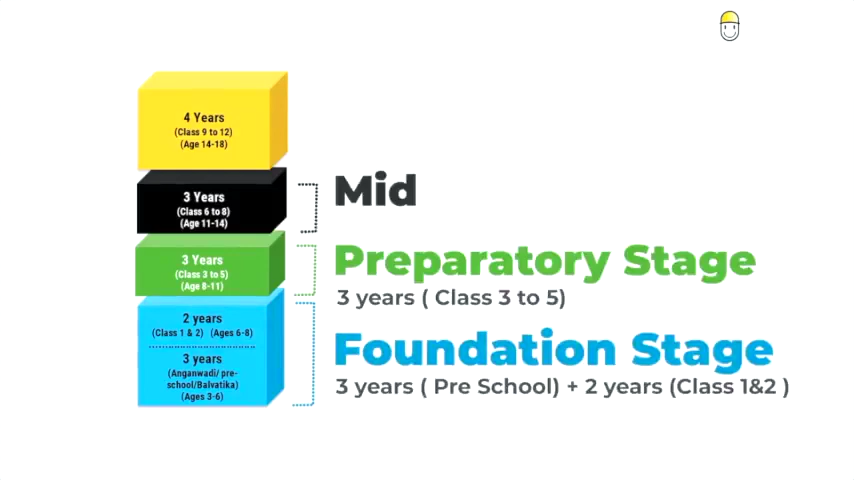 4 Years
(Class 9 to 12)
(Age 14-18)
3 Years
(Class 6 to 8)
(Age 11-14)
Mid
3 Years
(Class 3 to 5)
(Age 8-11)
Preparatory Stage
3 years ( Class 3 to 5)
2 years
(Class 1 & 2) (Ages 6-8)
3 years
(Anganwadi/ pre-
school/Balvatika)
(Ages 3-6)
Foundation Stage
3 years ( Pre School) + 2 years (Class 1&2 )